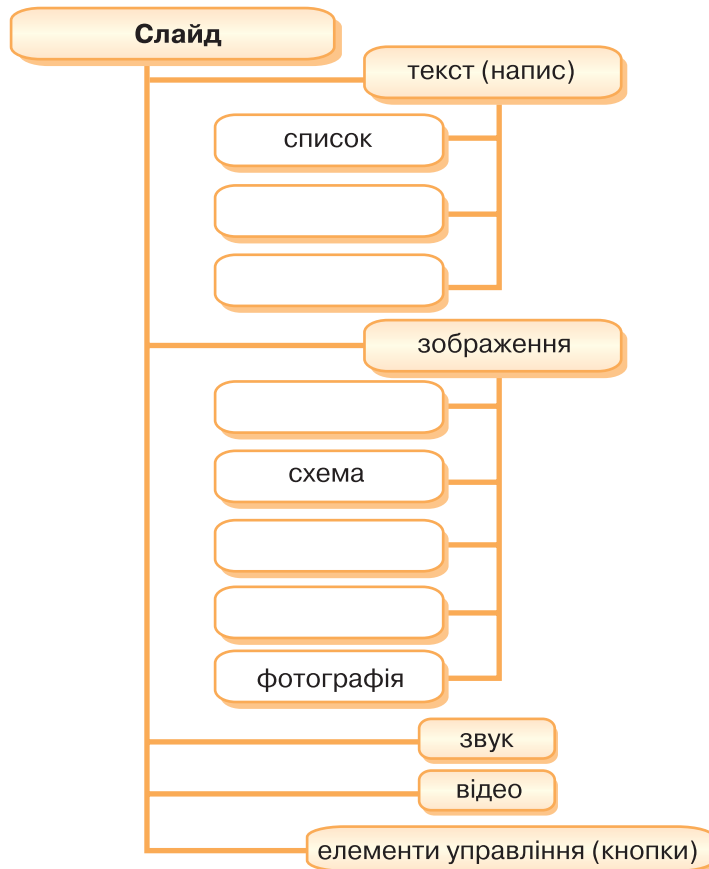 Слайд
текст (напис)
список
зображення
схема
фотографія
звук
відео
елементи управління (кнопки)